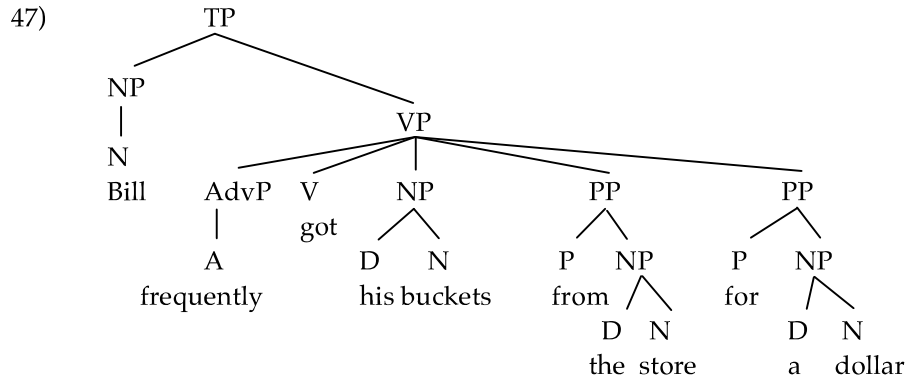 47) TP
NP
VP
N
Bill AdvP V NP PP PP
got
A D N P NP P NP
frequently his buckets from for
D N D N
the store a dollar